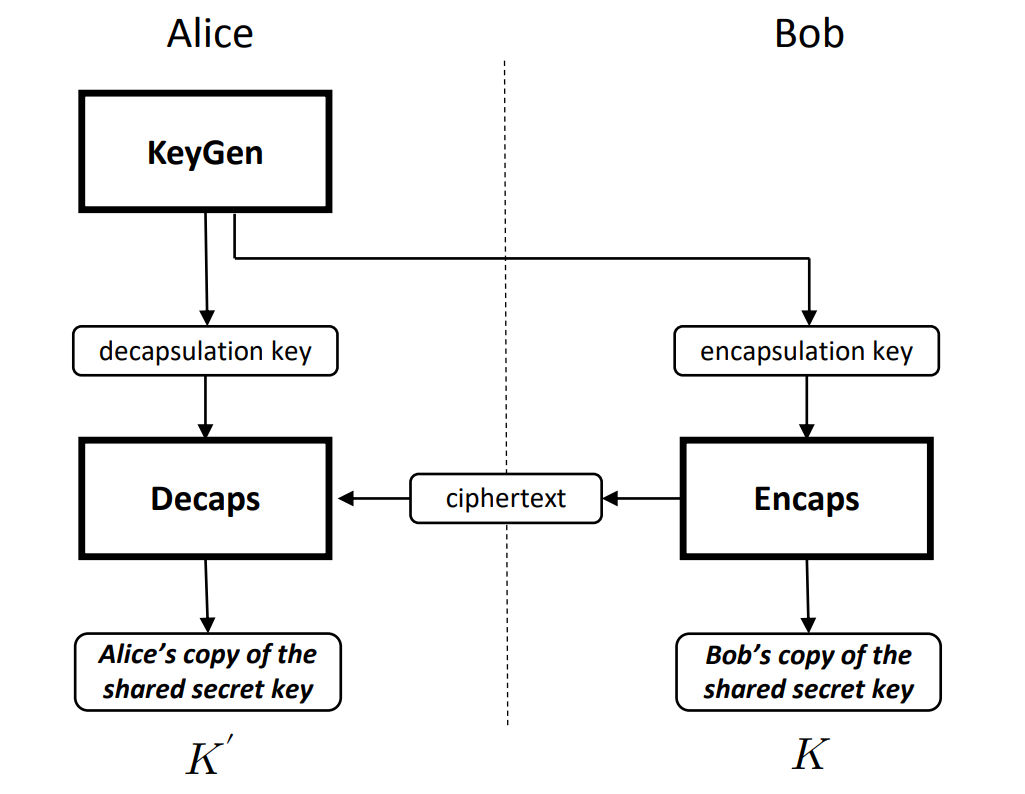 Alice
Bob
KeyGen
decapsulation key
encapsulation key
Decaps
ciphertext
Encaps
Alice’s copy of the
shared secret key
Bob’s copy of the
shared secret key
K′
K